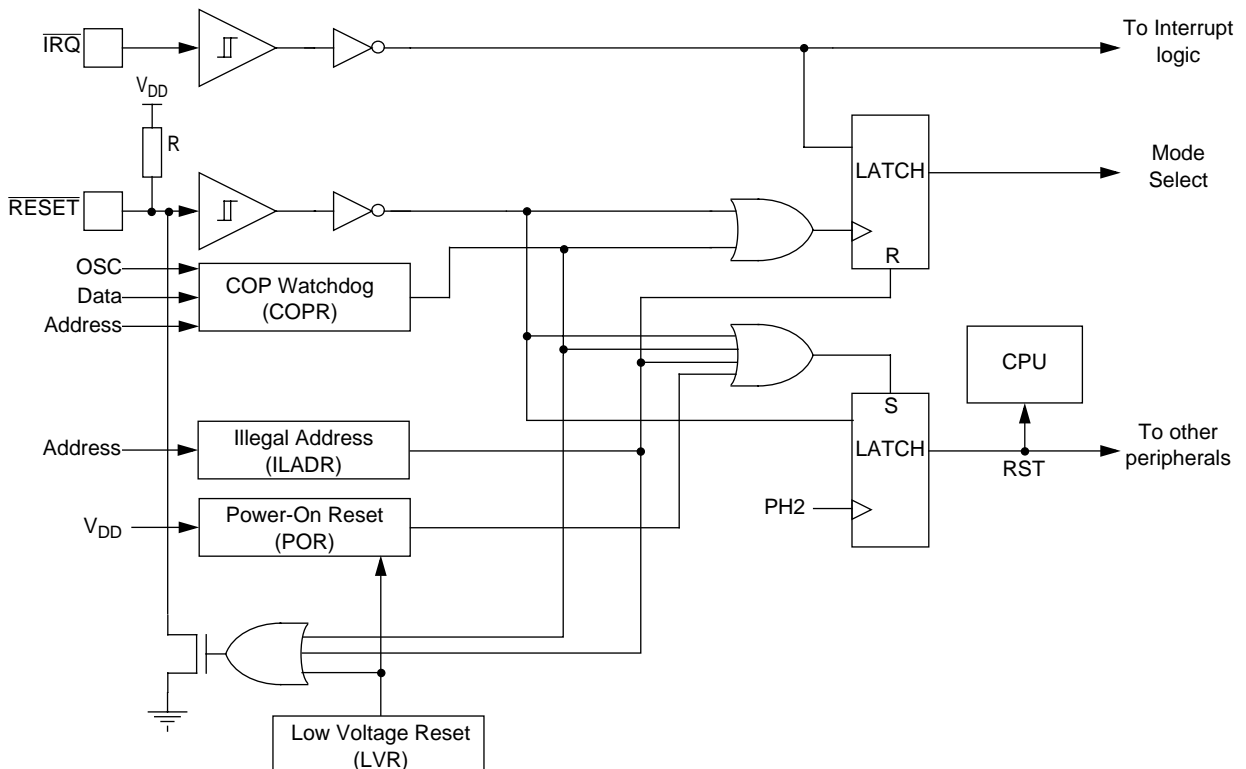 IRQ
To Interrupt
logic
VDD
R
LATCH
Mode
Select
RESET
R
OSC
Data
Address
COP Watchdog
(COPR)
CPU
S
Address
Illegal Address
(ILADR)
LATCH
RST
To other
peripherals
VDD
Power-On Reset
(POR)
PH2
Low Voltage Reset
(LVR)